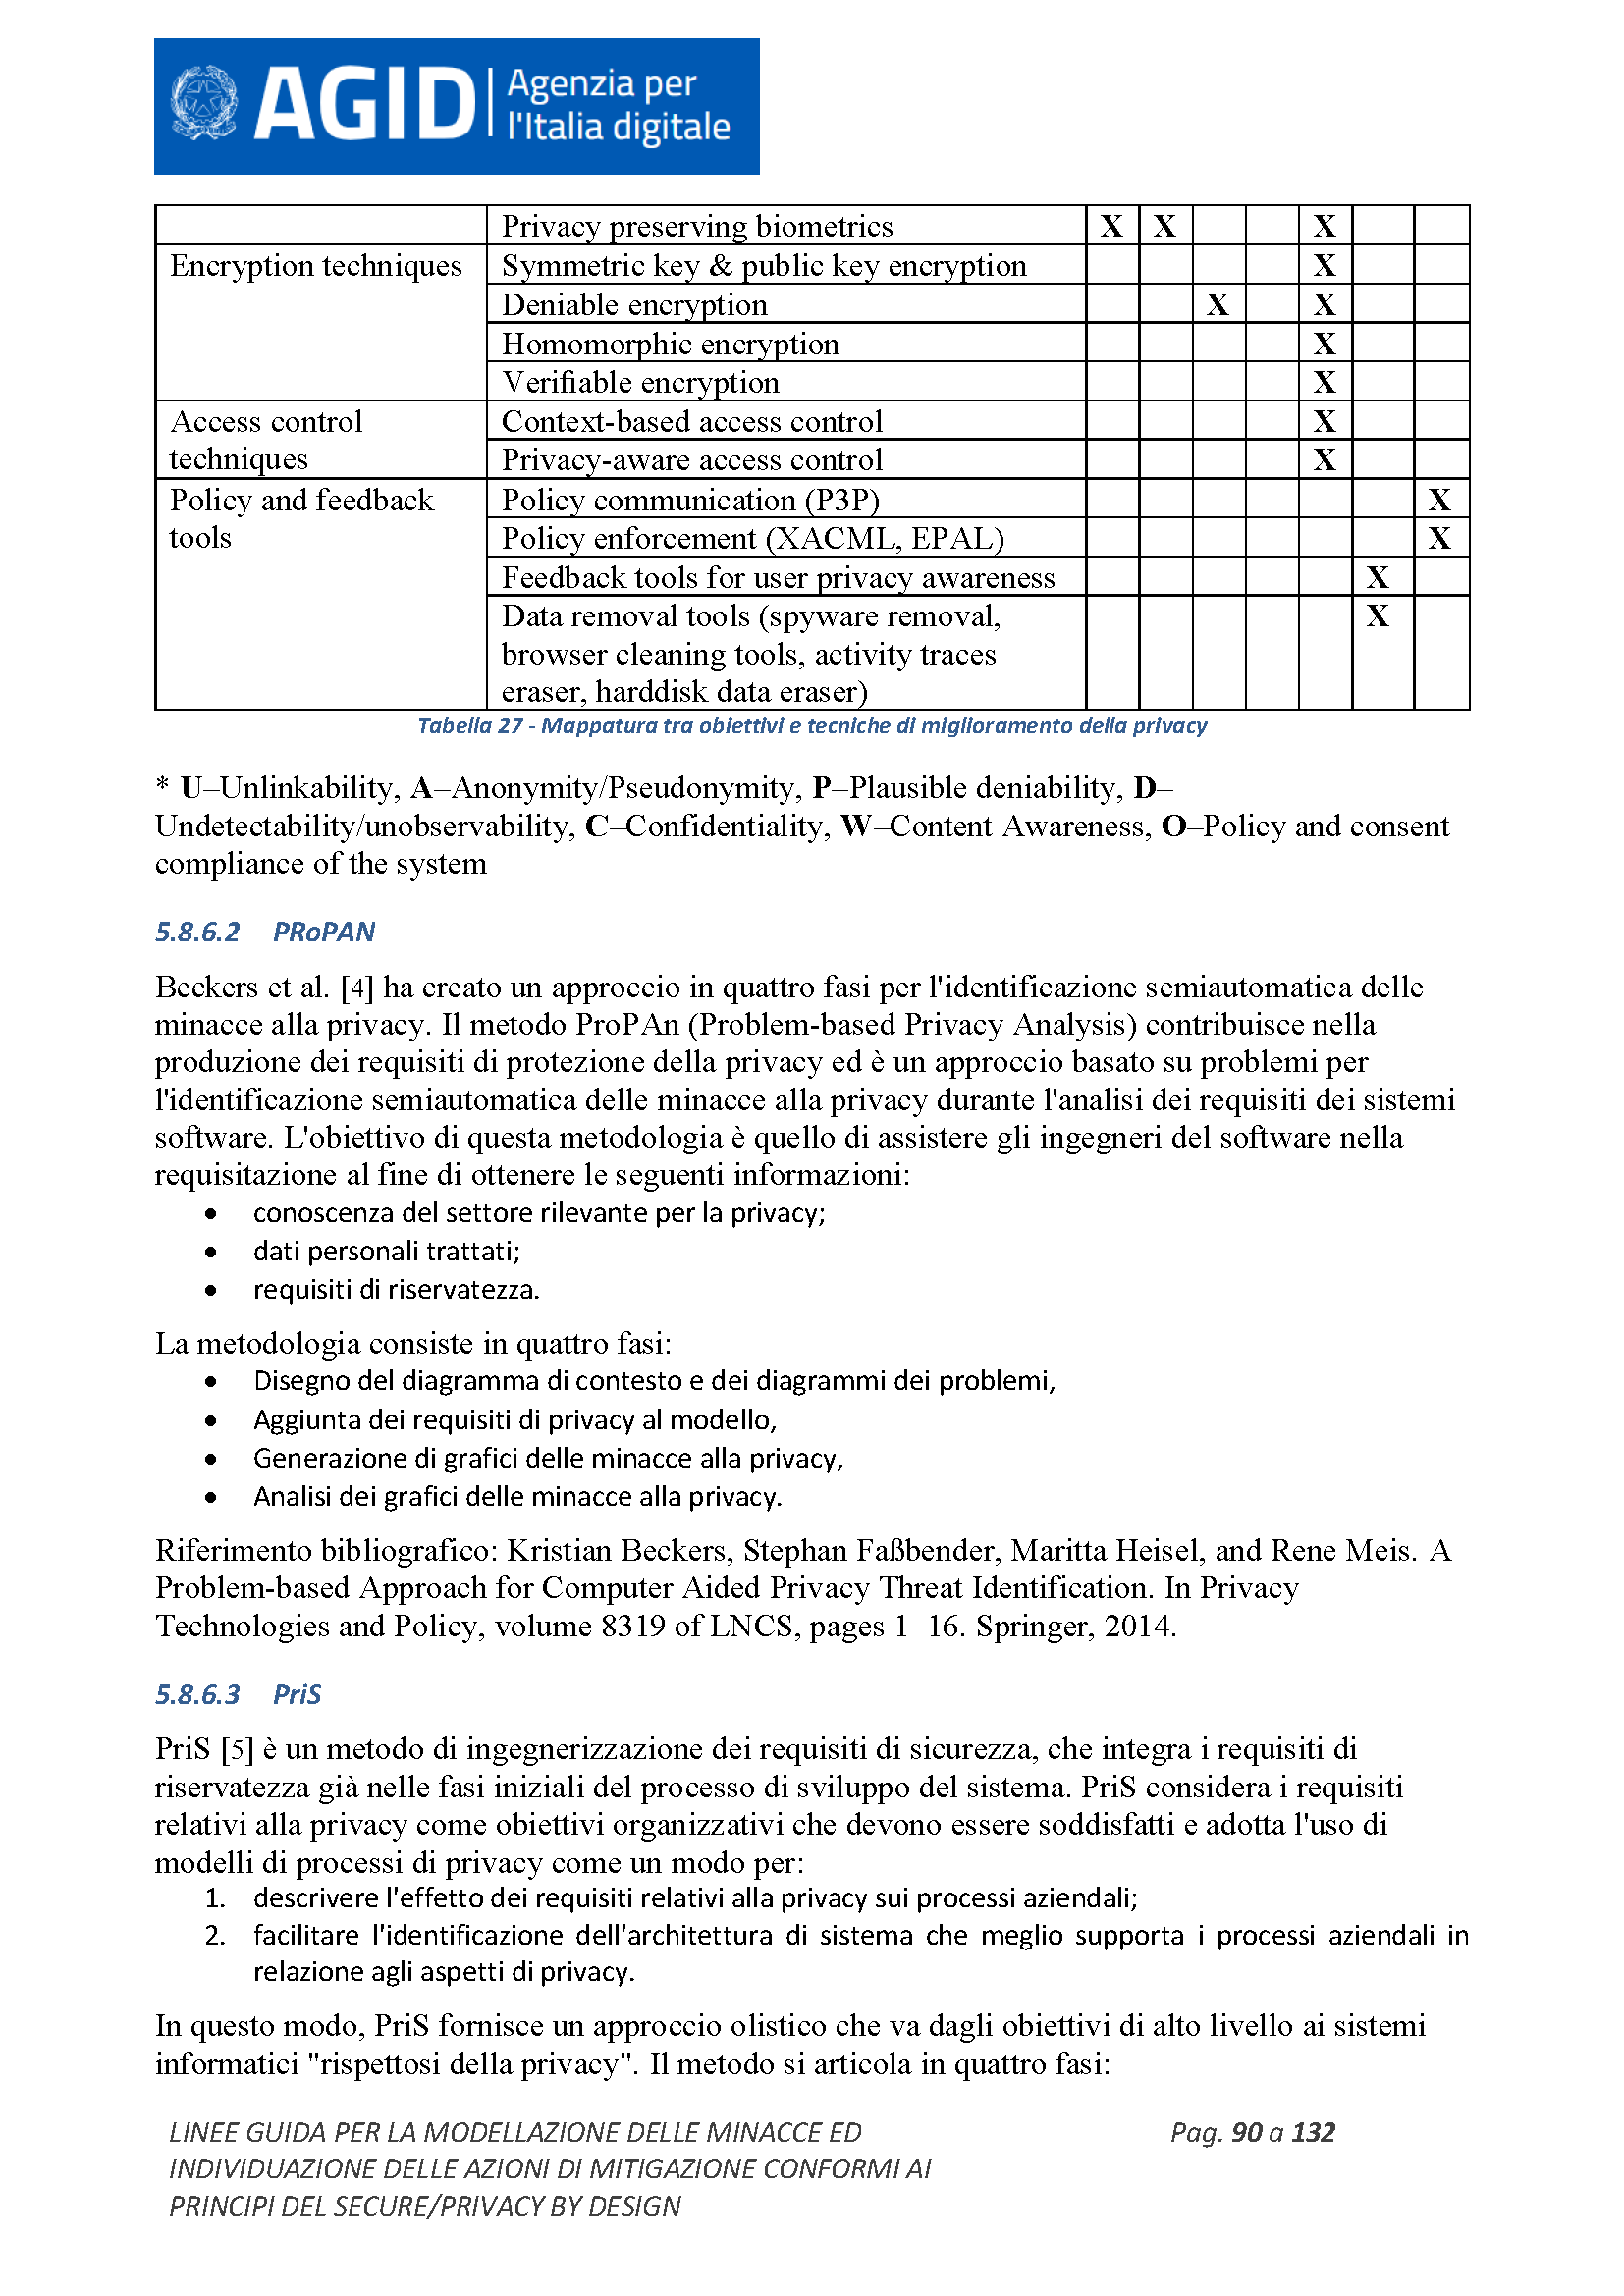 AGID Agenzia per
l'Italia digitale
Privacy preserving biometrics X X X
Encryption techniques Symmetric key & public key encryption X
Deniable encryption X X
Homomorphic encryption X
Verifiable encryption X
Access control Context-based access control X
techniques Privacy-aware access control X
Policy and feedback Policy communication (P3P) X
tools Policy enforcement (XACML, EPAL) X
Feedback tools for user privacy awareness X
Data removal tools (spyware removal, X
browser cleaning tools, activity traces
eraser, harddisk data eraser)
Tabella 27 - Mappatura tra obiettivi e tecniche di miglioramento della privacy
* U–Unlinkability, A–Anonymity/Pseudonymity, P–Plausible deniability, D–
Undetectability/unobservability, C–Confidentiality, W–Content Awareness, O–Policy and consent
compliance of the system
5.8.6.2 PRoPAN
Beckers et al. [4] ha creato un approccio in quattro fasi per l'identificazione semiautomatica delle
minacce alla privacy. Il metodo ProPAn (Problem-based Privacy Analysis) contribuisce nella
produzione dei requisiti di protezione della privacy ed è un approccio basato su problemi per
l'identificazione semiautomatica delle minacce alla privacy durante l'analisi dei requisiti dei sistemi
software. L'obiettivo di questa metodologia è quello di assistere gli ingegneri del software nella
requisitazione al fine di ottenere le seguenti informazioni:
• conoscenza del settore rilevante per la privacy;
• dati personali trattati;
• requisiti di riservatezza.
La metodologia consiste in quattro fasi:
• Disegno del diagramma di contesto e dei diagrammi dei problemi,
• Aggiunta dei requisiti di privacy al modello,
• Generazione di grafici delle minacce alla privacy,
• Analisi dei grafici delle minacce alla privacy.
Riferimento bibliografico: Kristian Beckers, Stephan Faßbender, Maritta Heisel, and Rene Meis. A
Problem-based Approach for Computer Aided Privacy Threat Identification. In Privacy
Technologies and Policy, volume 8319 of LNCS, pages 1–16. Springer, 2014.
5.8.6.3 PriS
PriS [5] è un metodo di ingegnerizzazione dei requisiti di sicurezza, che integra i requisiti di
riservatezza già nelle fasi iniziali del processo di sviluppo del sistema. PriS considera i requisiti
relativi alla privacy come obiettivi organizzativi che devono essere soddisfatti e adotta l'uso di
modelli di processi di privacy come un modo per:
1. descrivere l'effetto dei requisiti relativi alla privacy sui processi aziendali;
2. facilitare l'identificazione dell'architettura di sistema che meglio supporta i processi aziendali in
relazione agli aspetti di privacy.
In questo modo, PriS fornisce un approccio olistico che va dagli obiettivi di alto livello ai sistemi
informatici "rispettosi della privacy". Il metodo si articola in quattro fasi:
LINEE GUIDA PER LA MODELLAZIONE DELLE MINACCE ED Pag. 90 a 132
INDIVIDUAZIONE DELLE AZIONI DI MITIGAZIONE CONFORMI AI
PRINCIPI DEL SECURE/PRIVACY BY DESIGN